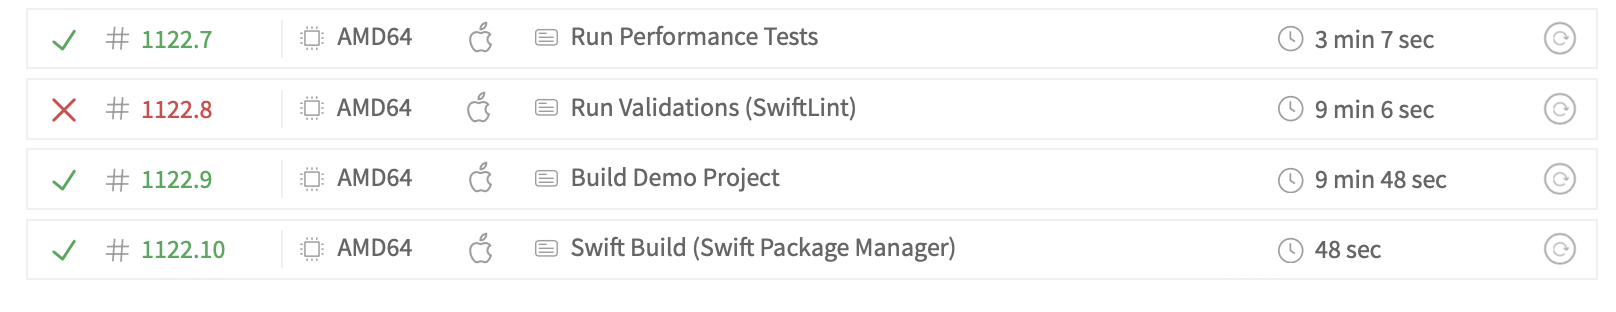 # 1122.7 AMD64 Run Performance Tests 3 min 7 sec
# 1122.8 AMD64 Run Validations (SwiftLint) 9 min 6 sec
# 1122.9 AMD64 Build Demo Project 9 min 48 sec
# 1122.10 AMD64 Swift Build (Swift Package Manager) 48 sec